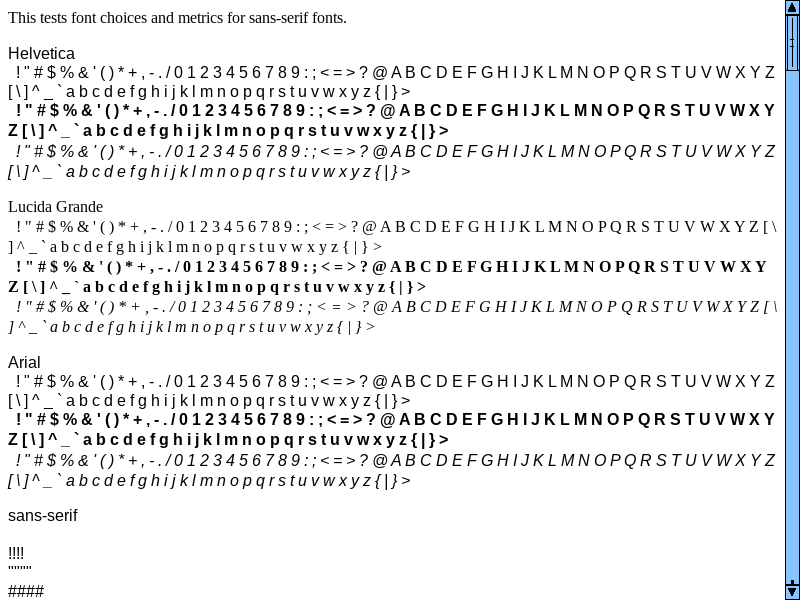 This tests font choices and metrics for sans-serif fonts.
Helvetica
! " # $ % & ' ( ) * + , - . / 0 1 2 3 4 5 6 7 8 9 : ; < = > ? @ A B C D E F G H I J K L M N O P Q R S T U V W X Y Z
[ \ ] ^ _ ` a b c d e f g h i j k l m n o p q r s t u v w x y z { | } >
! " # $ % & ' ( ) * + , - . / 0 1 2 3 4 5 6 7 8 9 : ; < = > ? @ A B C D E F G H I J K L M N O P Q R S T U V W X Y
Z [ \ ] ^ _ ` a b c d e f g h i j k l m n o p q r s t u v w x y z { | } >
! " # $ % & ' ( ) * + , - . / 0 1 2 3 4 5 6 7 8 9 : ; < = > ? @ A B C D E F G H I J K L M N O P Q R S T U V W X Y Z
[ \ ] ^ _ ` a b c d e f g h i j k l m n o p q r s t u v w x y z { | } >
Lucida Grande
! " # $ % & ' ( ) * + , - . / 0 1 2 3 4 5 6 7 8 9 : ; < = > ? @ A B C D E F G H I J K L M N O P Q R S T U V W X Y Z [ \
] ^ _ ` a b c d e f g h i j k l m n o p q r s t u v w x y z { | } >
! " # $ % & ' ( ) * + , - . / 0 1 2 3 4 5 6 7 8 9 : ; < = > ? @ A B C D E F G H I J K L M N O P Q R S T U V W X Y
Z [ \ ] ^ _ ` a b c d e f g h i j k l m n o p q r s t u v w x y z { | } >
! " # $ % & ' ( ) * + , - . / 0 1 2 3 4 5 6 7 8 9 : ; < = > ? @ A B C D E F G H I J K L M N O P Q R S T U V W X Y Z [ \
] ^ _ ` a b c d e f g h i j k l m n o p q r s t u v w x y z { | } >
Arial
! " # $ % & ' ( ) * + , - . / 0 1 2 3 4 5 6 7 8 9 : ; < = > ? @ A B C D E F G H I J K L M N O P Q R S T U V W X Y Z
[ \ ] ^ _ ` a b c d e f g h i j k l m n o p q r s t u v w x y z { | } >
! " # $ % & ' ( ) * + , - . / 0 1 2 3 4 5 6 7 8 9 : ; < = > ? @ A B C D E F G H I J K L M N O P Q R S T U V W X Y
Z [ \ ] ^ _ ` a b c d e f g h i j k l m n o p q r s t u v w x y z { | } >
! " # $ % & ' ( ) * + , - . / 0 1 2 3 4 5 6 7 8 9 : ; < = > ? @ A B C D E F G H I J K L M N O P Q R S T U V W X Y Z
[ \ ] ^ _ ` a b c d e f g h i j k l m n o p q r s t u v w x y z { | } >
sans-serif
!!!!
""""
####